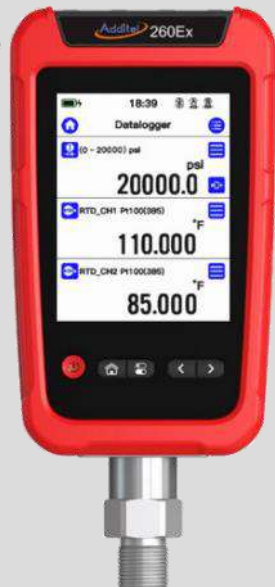 Additel 260Ex
18:39
Datalogger
(0 - 20000) psi
psi
20000.0
RTD_CH1 Pt100(385)
°F
110.000
RTD_CH2 Pt100(385)
°F
85.000